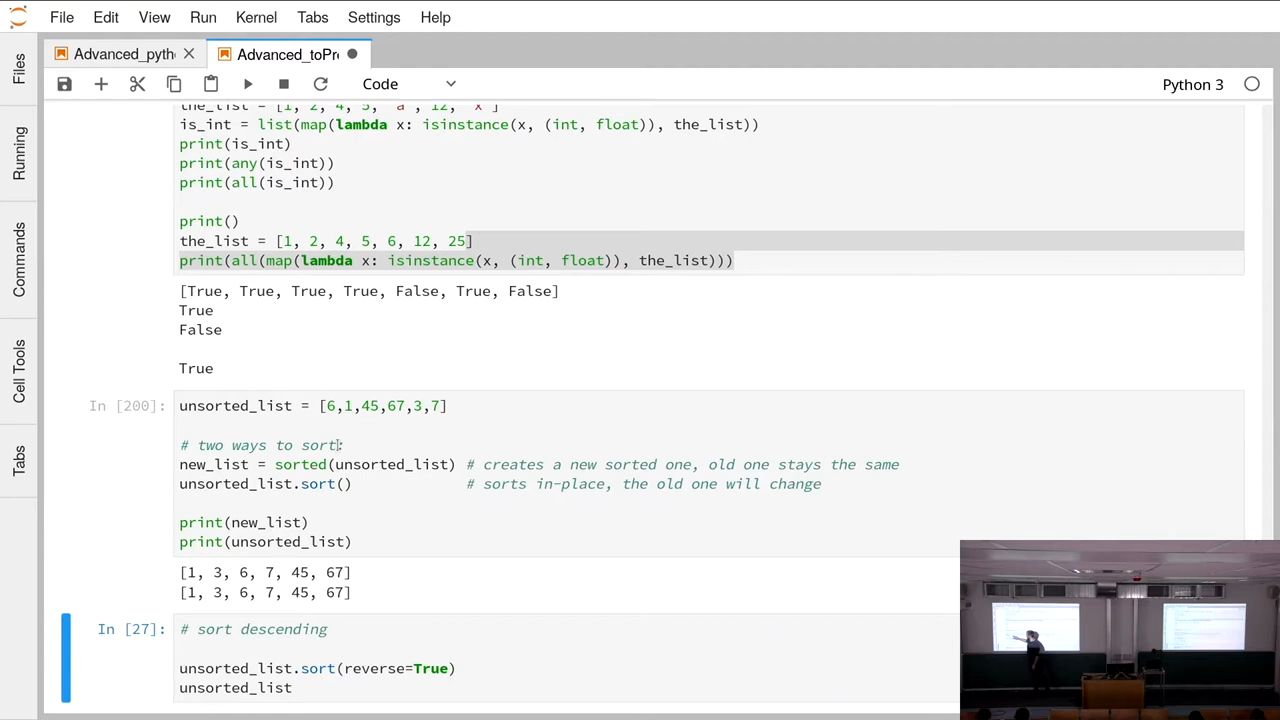 File Edit View Run Kernel Tabs Settings Help
Files
Running
Commands
Cell Tools
Tabs
Advanced_pyth
Advanced_toPr
Code
Python 3
the_list = [1, 2, 4, 5, "a", 12, "x"]
is_int = list(map(lambda x: isinstance(x, (int, float)), the_list))
print(is_int)
print(any(is_int))
print(all(is_int))
print()
the_list = [1, 2, 4, 5, 6, 12, 25]
print(all(map(lambda x: isinstance(x, (int, float)), the_list)))
[True, True, True, True, False, True, False]
True
False
True
In [200]:
unsorted_list = [6,1,45,67,3,7]
# two ways to sort:
new_list = sorted(unsorted_list) # creates a new sorted one, old one stays the same
unsorted_list.sort() # sorts in-place, the old one will change
print(new_list)
print(unsorted_list)
[1, 3, 6, 7, 45, 67]
[1, 3, 6, 7, 45, 67]
In [27]:
# sort descending
unsorted_list.sort(reverse=True)
unsorted_list